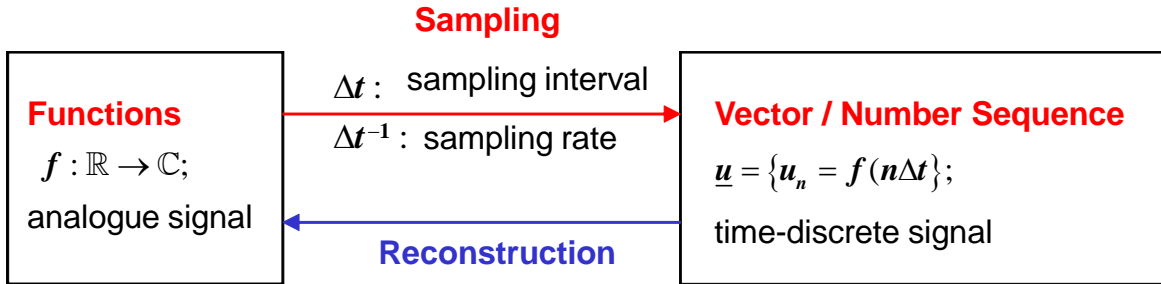 Sampling
Functions
f : ℝ → ℂ;
analogue signal
Δt : sampling interval
Δt⁻¹ : sampling rate
Reconstruction
Vector / Number Sequence
u = {uₙ = f(nΔt};
time-discrete signal